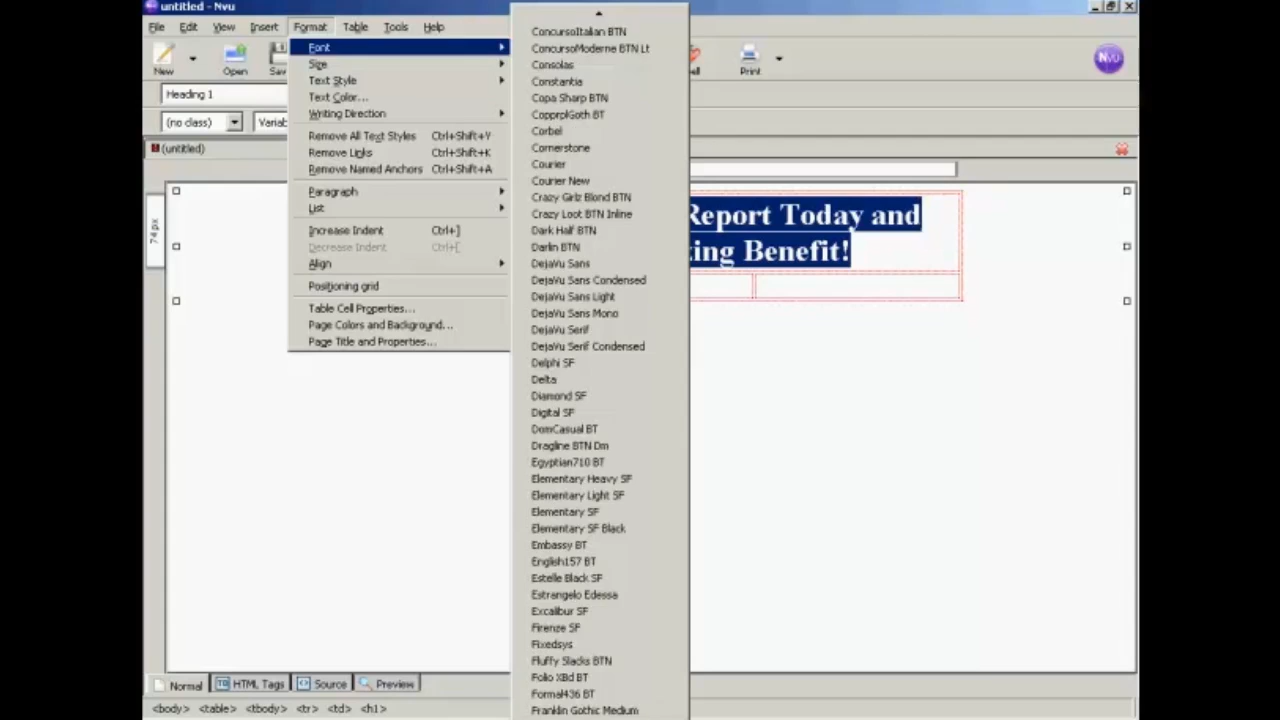 untitled - Nvu
File Edit View Insert Format Table Tools Help
New Open Print
Heading 1
(no class)
(untitled)
74px
Font
Size
Text Style
Text Color...
Writing Direction
Remove All Text Styles Ctrl+Shift+Y
Remove Links Ctrl+Shift+K
Remove Named Anchors Ctrl+Shift+A
Paragraph
List
Increase Indent Ctrl+]
Decrease Indent Ctrl+[
Align
Positioning grid
Table Cell Properties...
Page Colors and Background...
Page Title and Properties...
ConcursoItalian BTN
ConcursoModerne BTN Lt
Consolas
Constantia
Copa Sharp BTN
CopprplGoth BT
Corbel
Cornerstone
Courier
Courier New
Crazy Girlz Blond BTN
Crazy Loot BTN Inline
Dark Half BTN
Darlin BTN
DejaVu Sans
DejaVu Sans Condensed
DejaVu Sans Light
DejaVu Sans Mono
DejaVu Serif
DejaVu Serif Condensed
Delphi SF
Delta
Diamond SF
Digital SF
DomCasual BT
Dragline BTN Dm
Egyptian710 BT
Elementary Heavy SF
Elementary Light SF
Elementary SF
Elementary SF Black
Embassy BT
English157 BT
Estelle Black SF
Estrangelo Edessa
Excalibur SF
Firenze SF
Fixedsys
Fluffy Slacks BTN
Folio XBd BT
Formal436 BT
Franklin Gothic Medium
Report Today and
zing Benefit!
Nvu
Normal HTML Tags Source Preview
<body> <table> <tbody> <tr> <td> <h1>